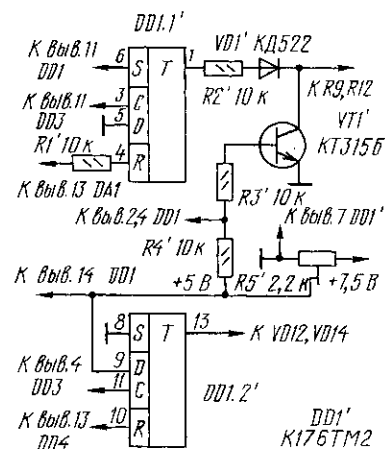 DD1.1'
К выв.11
DD1
6
S
T
1
VD1' КД522
R2' 10 к
К R9, R12
К выв.11
DD3
3
C
5
D
VT1'
КТ315Б
R1' 10 к
4
R
К выв.13 DA1
R3' 10 к
К выв.2,4 DD1
К выв.7 DD1'
R4' 10 к
К выв. 14 DD1
+5 В
R5' 2,2 к
+7,5 В
8
S
T
13
К VD12, VD14
К выв.4
DD3
9
D
11
C
DD1.2'
К выв.13
DD4
10
R
DD1'
К176ТМ2